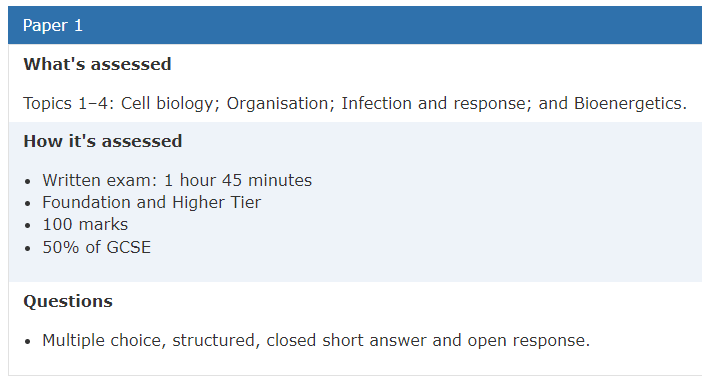 Paper 1
What's assessed
Topics 1–4: Cell biology; Organisation; Infection and response; and Bioenergetics.
How it's assessed
• Written exam: 1 hour 45 minutes
• Foundation and Higher Tier
• 100 marks
• 50% of GCSE
Questions
• Multiple choice, structured, closed short answer and open response.